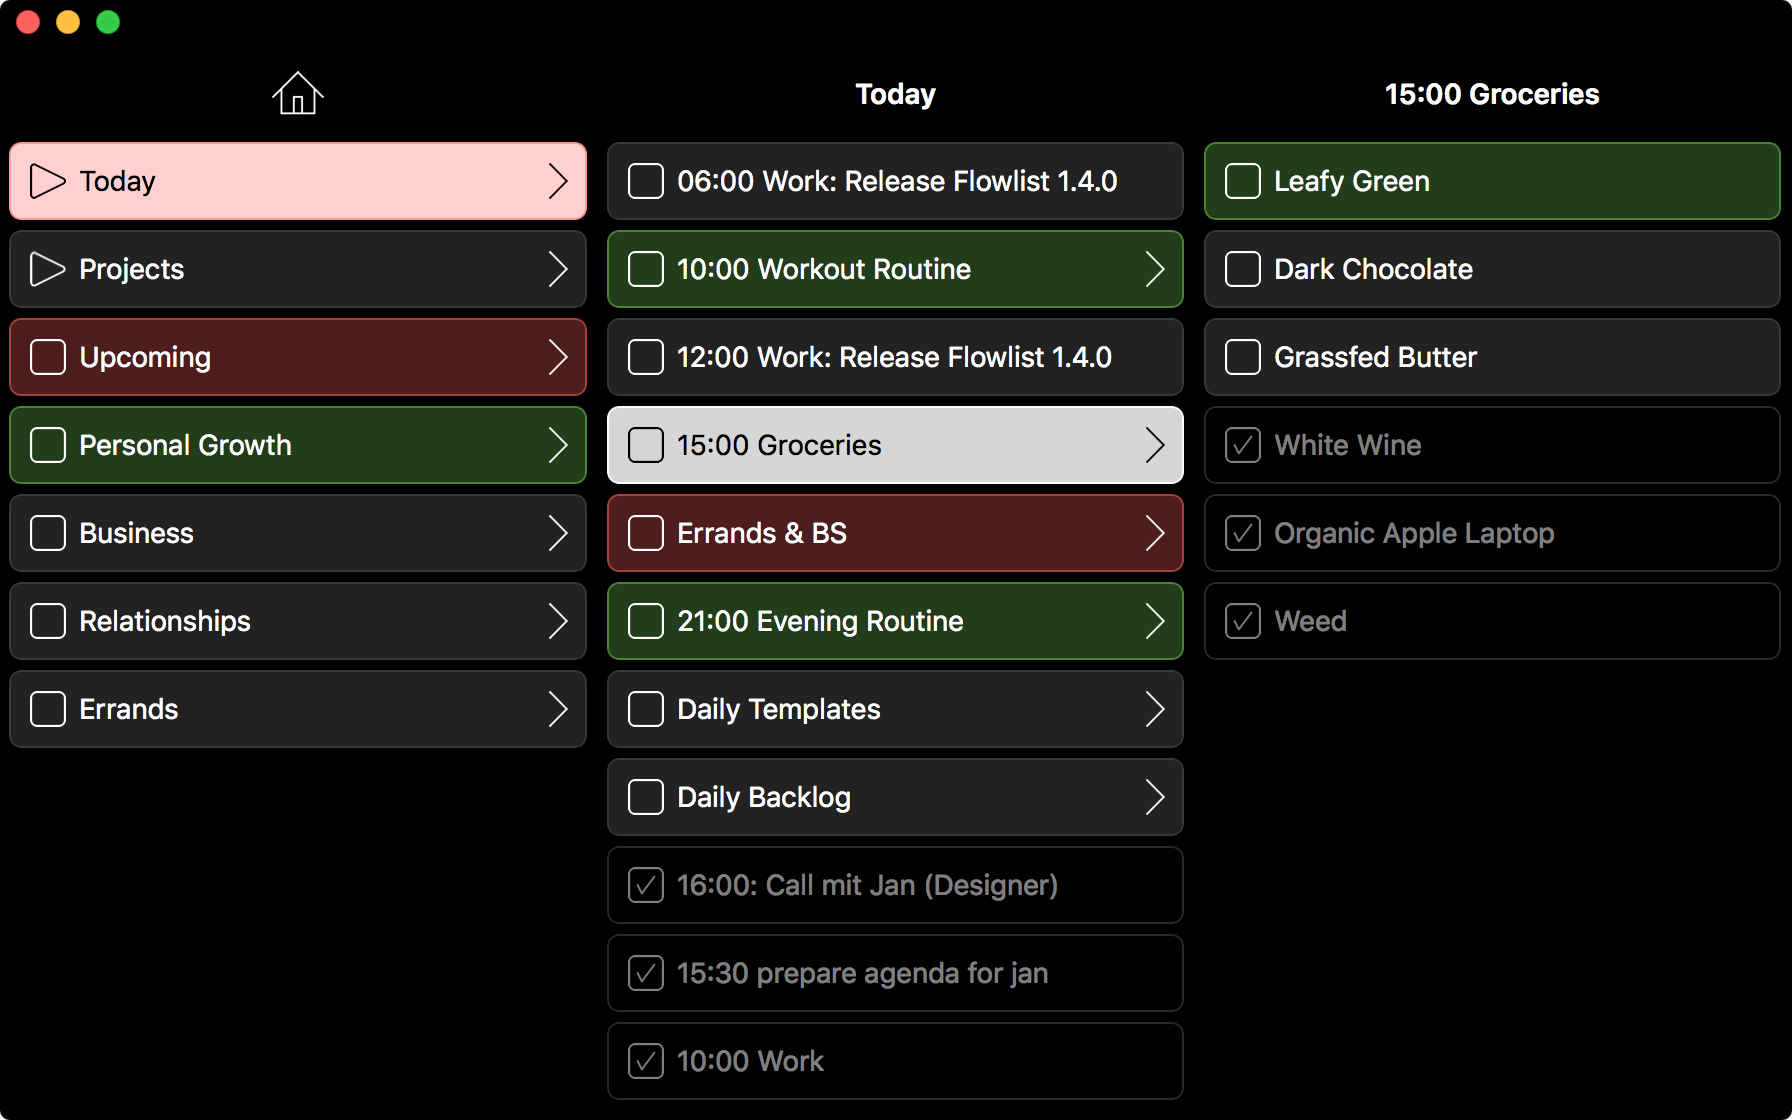 Today
Projects
Upcoming
Personal Growth
Business
Relationships
Errands
Today
06:00 Work: Release Flowlist 1.4.0
10:00 Workout Routine
12:00 Work: Release Flowlist 1.4.0
15:00 Groceries
Errands & BS
21:00 Evening Routine
Daily Templates
Daily Backlog
16:00: Call mit Jan (Designer)
15:30 prepare agenda for jan
10:00 Work
15:00 Groceries
Leafy Green
Dark Chocolate
Grassfed Butter
White Wine
Organic Apple Laptop
Weed